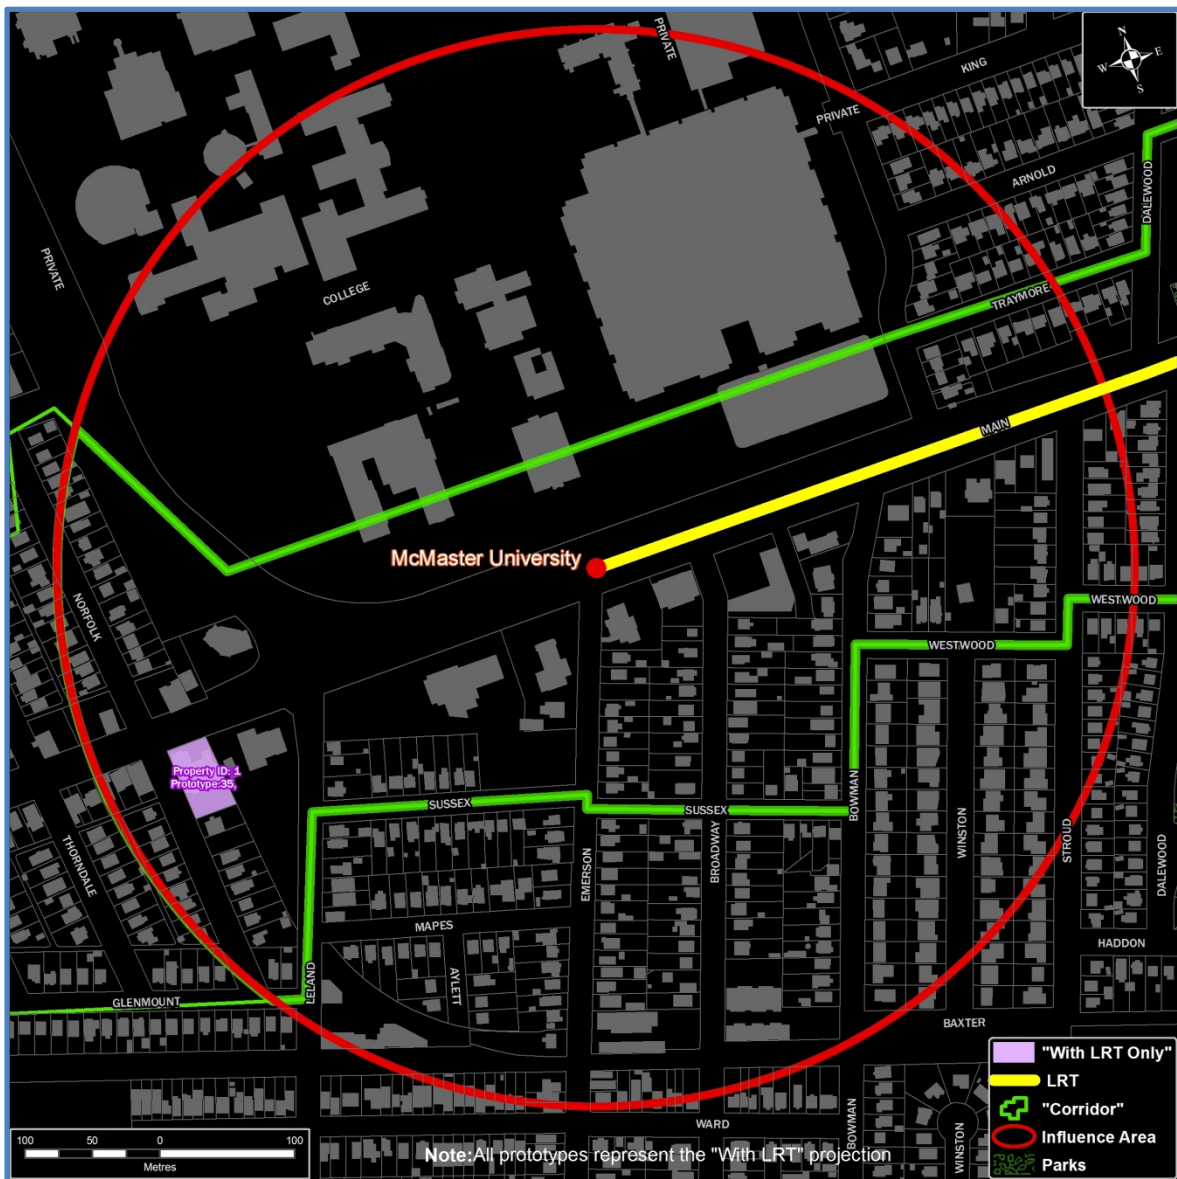 PRIVATE
KING
N
W E
S
PRIVATE
ARNOLD
DALEWOOD
PRIVATE
COLLEGE
TRAYMORE
MAIN
McMaster University
NORFOLK
WESTWOOD
WESTWOOD
Property ID: 1
Prototype:35,
SUSSEX
SUSSEX
BOWMAN
WINSTON
STROUD
BROADWAY
EMERSON
THORNDALE
DALEWOOD
MAPES
HADDON
AYLETT
LELAND
GLENMOUNT
BAXTER
WARD
BOWMAN
WINSTON
"With LRT Only"
LRT
"Corridor"
Influence Area
Parks
100 50 0 100
Metres
Note:All prototypes represent the "With LRT" projection